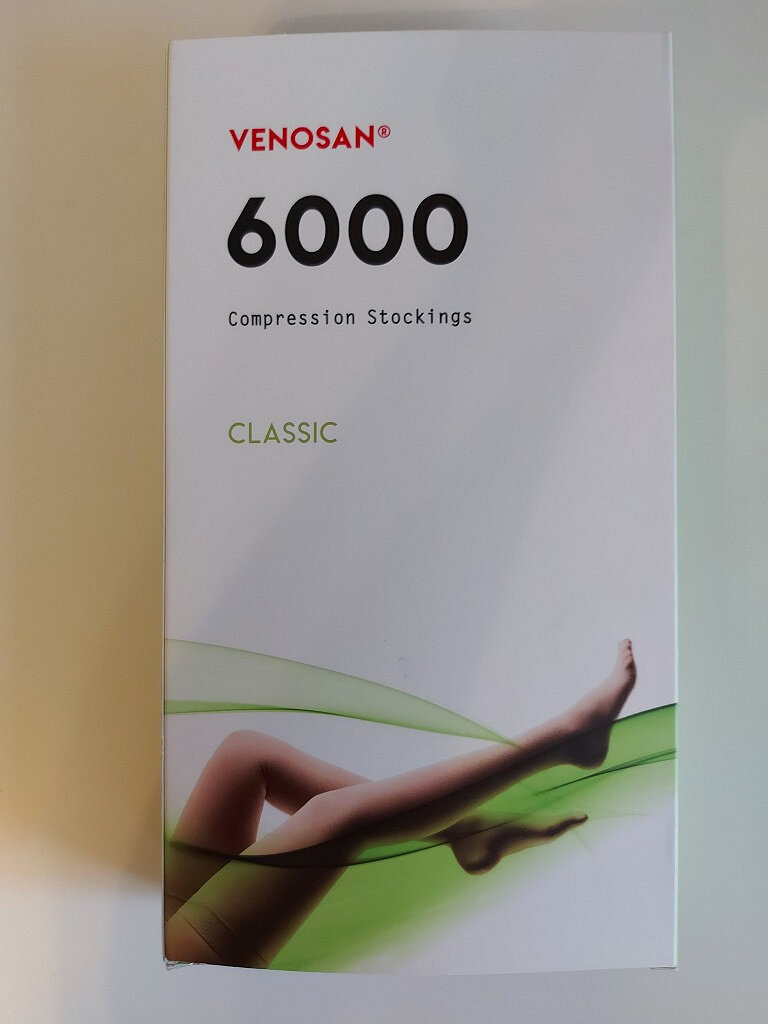 VENOSAN®
6000
Compression Stockings
CLASSIC